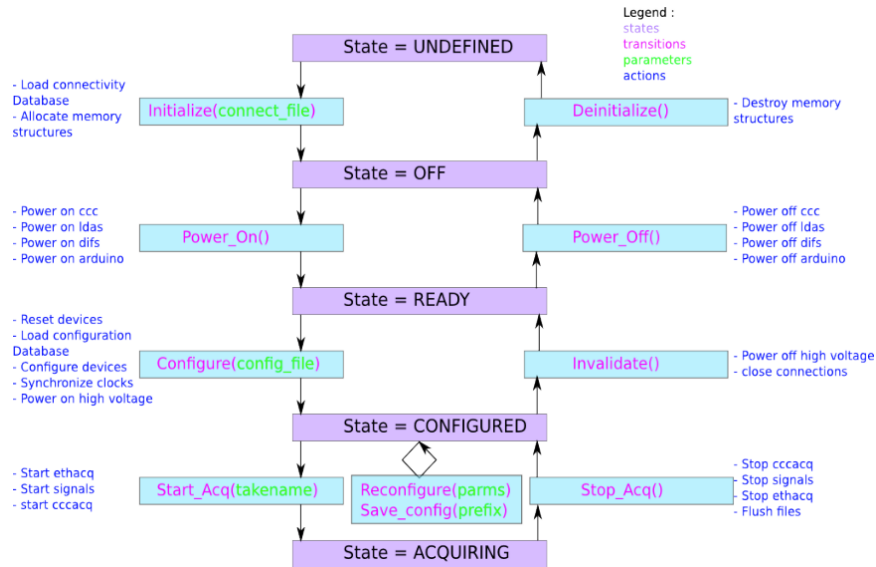 Legend :
states
transitions
parameters
actions
State = UNDEFINED
- Load connectivity
Database
- Allocate memory
structures
Initialize(connect_file)
Deinitialize()
- Destroy memory
structures
State = OFF
- Power on ccc
- Power on ldas
- Power on difs
- Power on arduino
Power_On()
Power_Off()
- Power off ccc
- Power off ldas
- Power off difs
- Power off arduino
State = READY
- Reset devices
- Load configuration
Database
- Configure devices
- Synchronize clocks
- Power on high voltage
Configure(config_file)
Invalidate()
- Power off high voltage
- close connections
State = CONFIGURED
- Start ethacq
- Start signals
- start cccacq
Start_Acq(takename)
Reconfigure(parms)
Save_config(prefix)
Stop_Acq()
- Stop cccacq
- Stop signals
- Stop ethacq
- Flush files
State = ACQUIRING